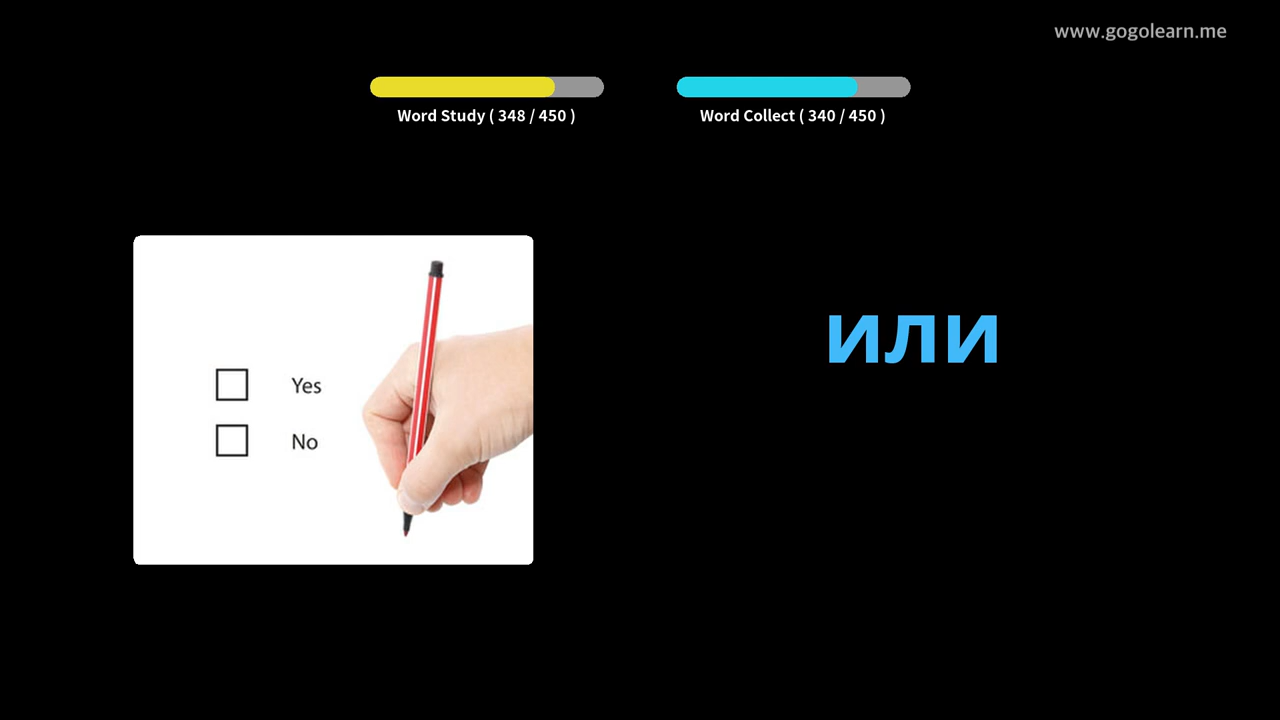 www.gogolearn.me
Word Study ( 348 / 450 )
Word Collect ( 340 / 450 )
Yes
No
или